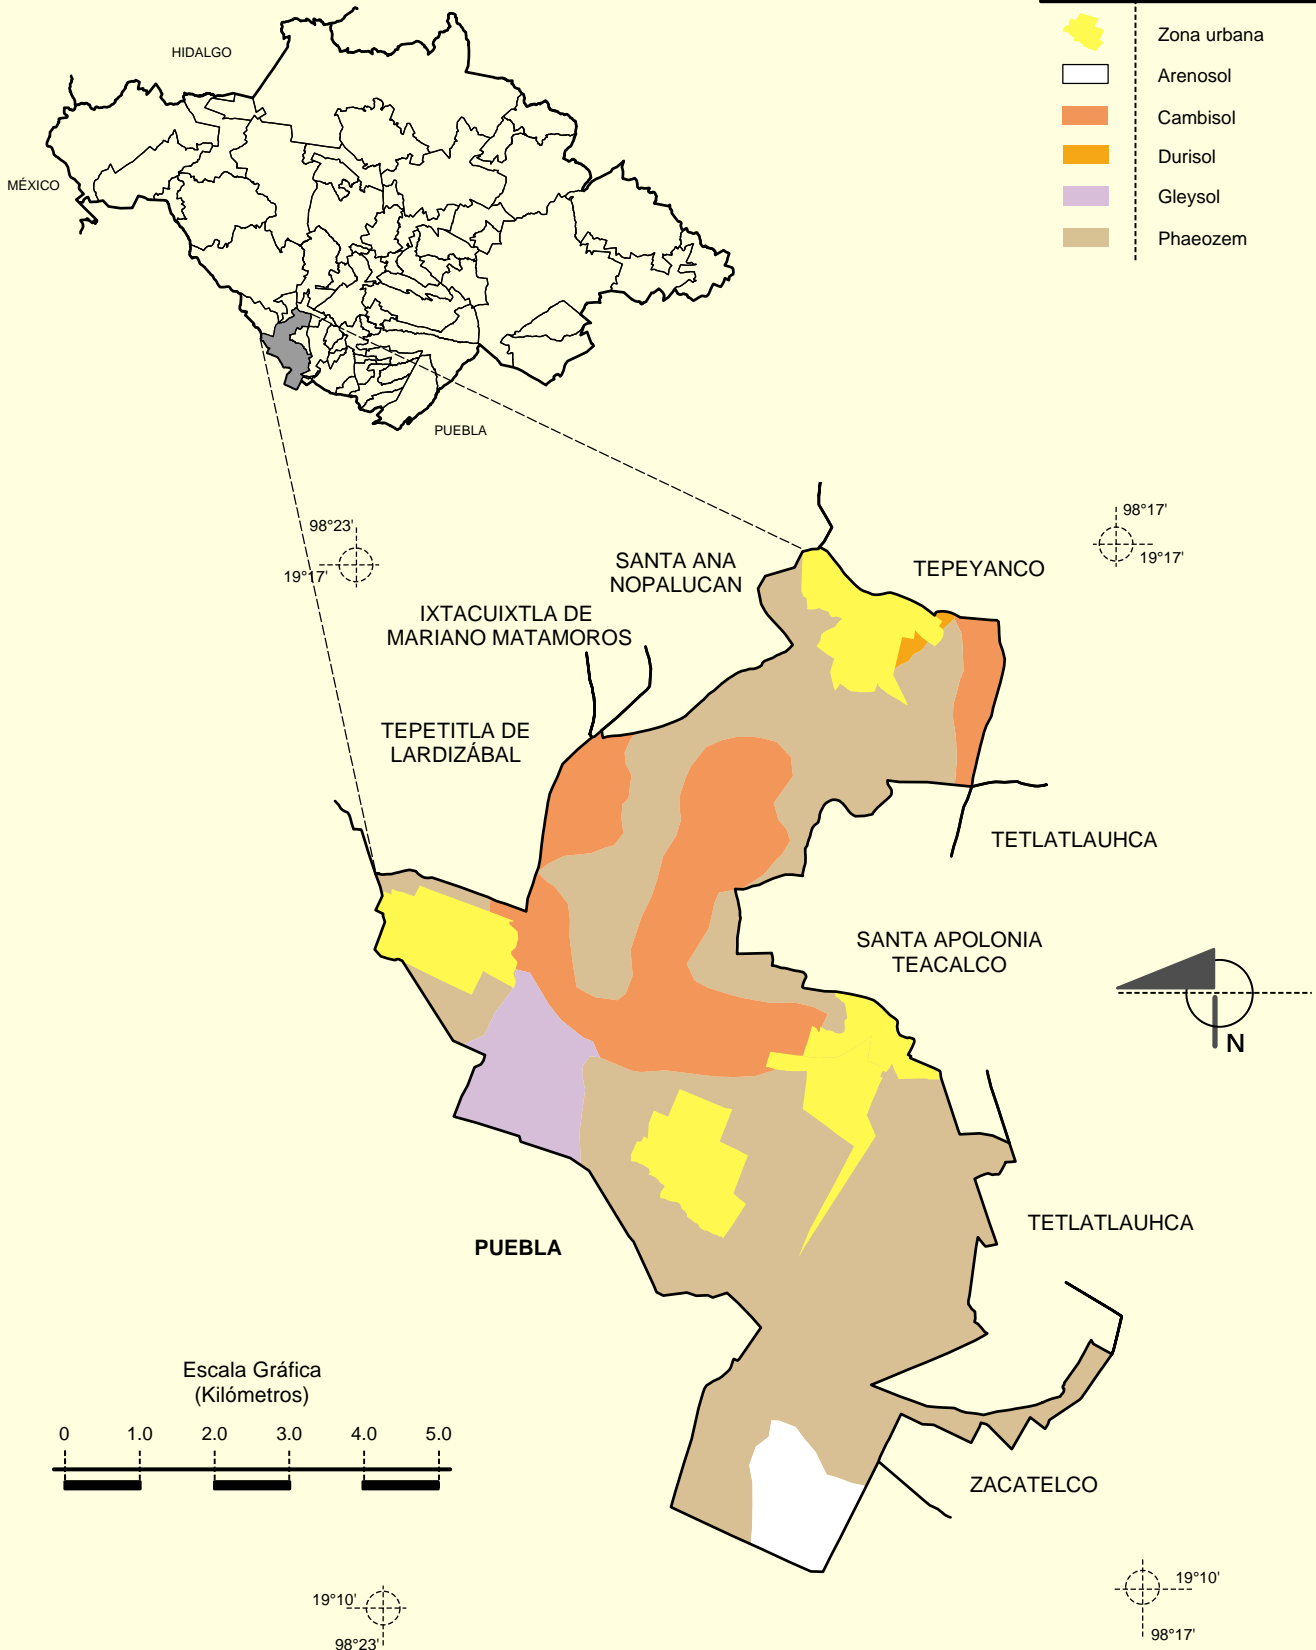 HIDALGO
MÉXICO
PUEBLA
Zona urbana
Arenosol
Cambisol
Durisol
Gleysol
Phaeozem
98°23'
19°17'
98°17'
19°17'
SANTA ANA
NOPALUCAN
TEPEYANCO
IXTACUIXTLA DE
MARIANO MATAMOROS
TEPETITLA DE
LARDIZÁBAL
TETLATLAUHCA
SANTA APOLONIA
TEACALCO
N
TETLATLAUHCA
PUEBLA
Escala Gráfica
(Kilómetros)
0 1.0 2.0 3.0 4.0 5.0
ZACATELCO
19°10'
98°23'
19°10'
98°17'